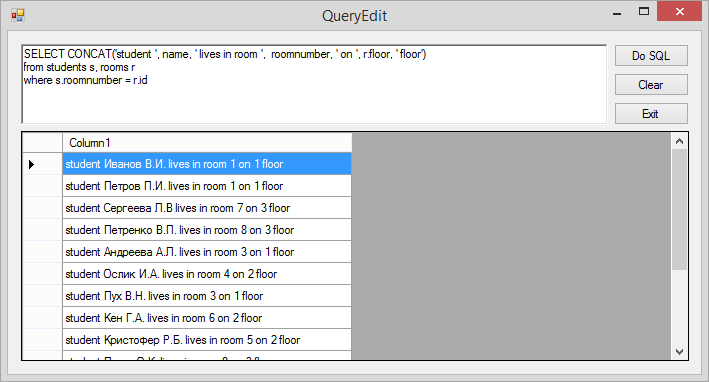 QueryEdit
SELECT CONCAT('student ', name, ' lives in room ', roomnumber, ' on ', r.floor, ' floor')
from students s, rooms r
where s.roomnumber = r.id
Do SQL
Clear
Exit
Column1
student Иванов В.И. lives in room 1 on 1 floor
student Петров П.И. lives in room 1 on 1 floor
student Сергеева Л.В lives in room 7 on 3 floor
student Петренко В.П. lives in room 8 on 3 floor
student Андреева А.Л. lives in room 3 on 1 floor
student Ослик И.А. lives in room 4 on 2 floor
student Пух В.Н. lives in room 3 on 1 floor
student Кен Г.А. lives in room 6 on 2 floor
student Кристофер Р.Б. lives in room 5 on 2 floor